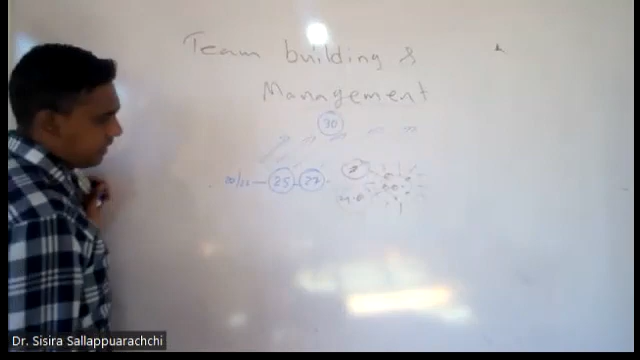 Team building &
Management
30
25 27
Dr. Sisira Sallappuarachchi